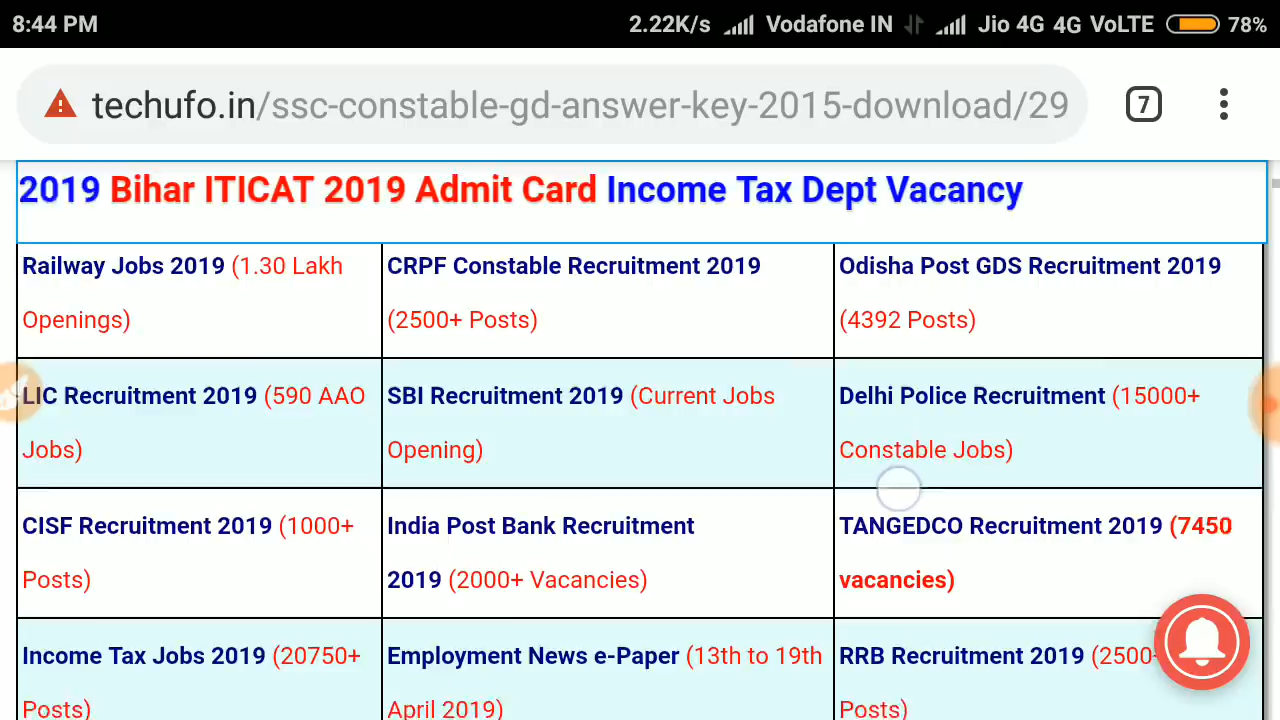 8:44 PM 2.22K/s Vodafone IN Jio 4G 4G VoLTE 78%
techufo.in/ssc-constable-gd-answer-key-2015-download/29 7
2019 Bihar ITICAT 2019 Admit Card Income Tax Dept Vacancy
Railway Jobs 2019 (1.30 Lakh
Openings)
CRPF Constable Recruitment 2019
(2500+ Posts)
Odisha Post GDS Recruitment 2019
(4392 Posts)
LIC Recruitment 2019 (590 AAO
Jobs)
SBI Recruitment 2019 (Current Jobs
Opening)
Delhi Police Recruitment (15000+
Constable Jobs)
CISF Recruitment 2019 (1000+
Posts)
India Post Bank Recruitment
2019 (2000+ Vacancies)
TANGEDCO Recruitment 2019 (7450
vacancies)
Income Tax Jobs 2019 (20750+
Posts)
Employment News e-Paper (13th to 19th
April 2019)
RRB Recruitment 2019 (2500+
Posts)